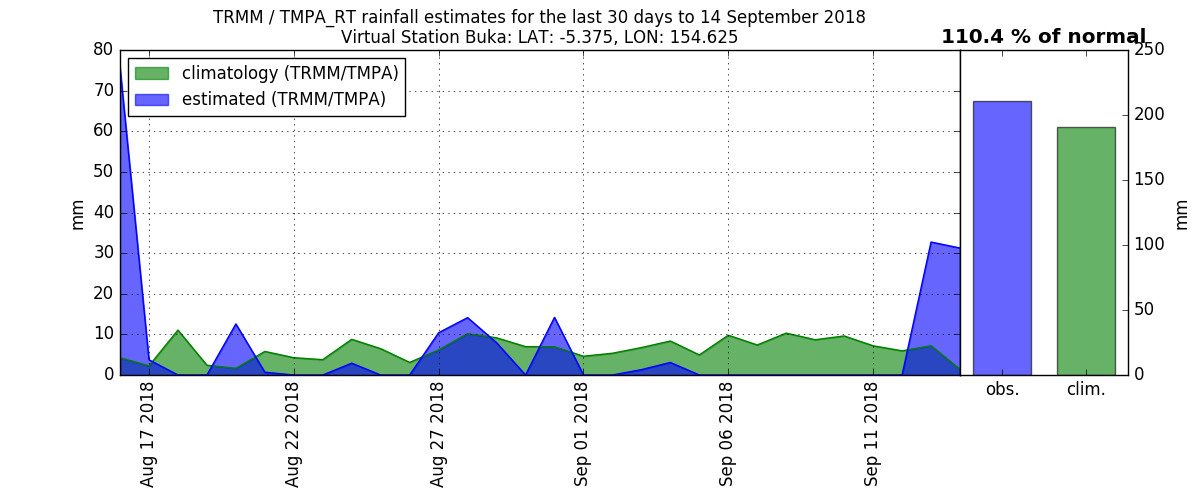 TRMM / TMPA_RT rainfall estimates for the last 30 days to 14 September 2018
Virtual Station Buka: LAT: -5.375, LON: 154.625
110.4 % of normal
climatology (TRMM/TMPA)
estimated (TRMM/TMPA)
80
70
60
50
40
30
20
10
0
mm
Aug 17 2018
Aug 22 2018
Aug 27 2018
Sep 01 2018
Sep 06 2018
Sep 11 2018
obs.
clim.
250
200
150
100
50
0
mm